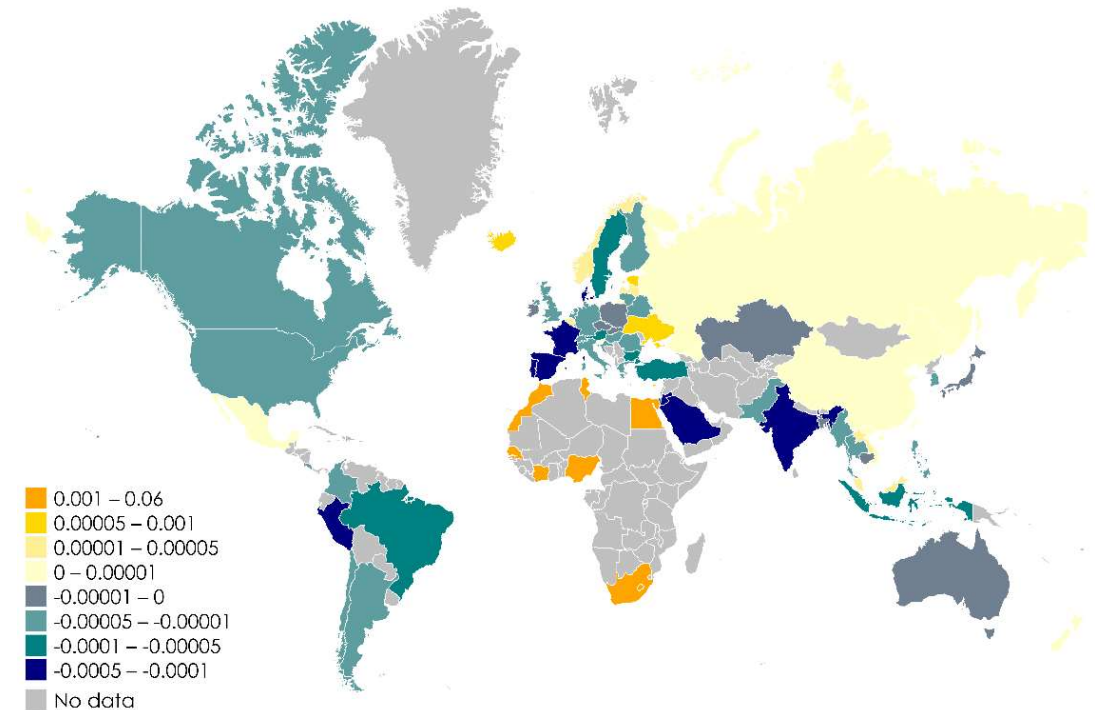 0.001 – 0.06
0.00005 – 0.001
0.00001 – 0.00005
0 – 0.00001
-0.00001 – 0
-0.00005 – -0.00001
-0.0001 – -0.00005
-0.0005 – -0.0001
No data